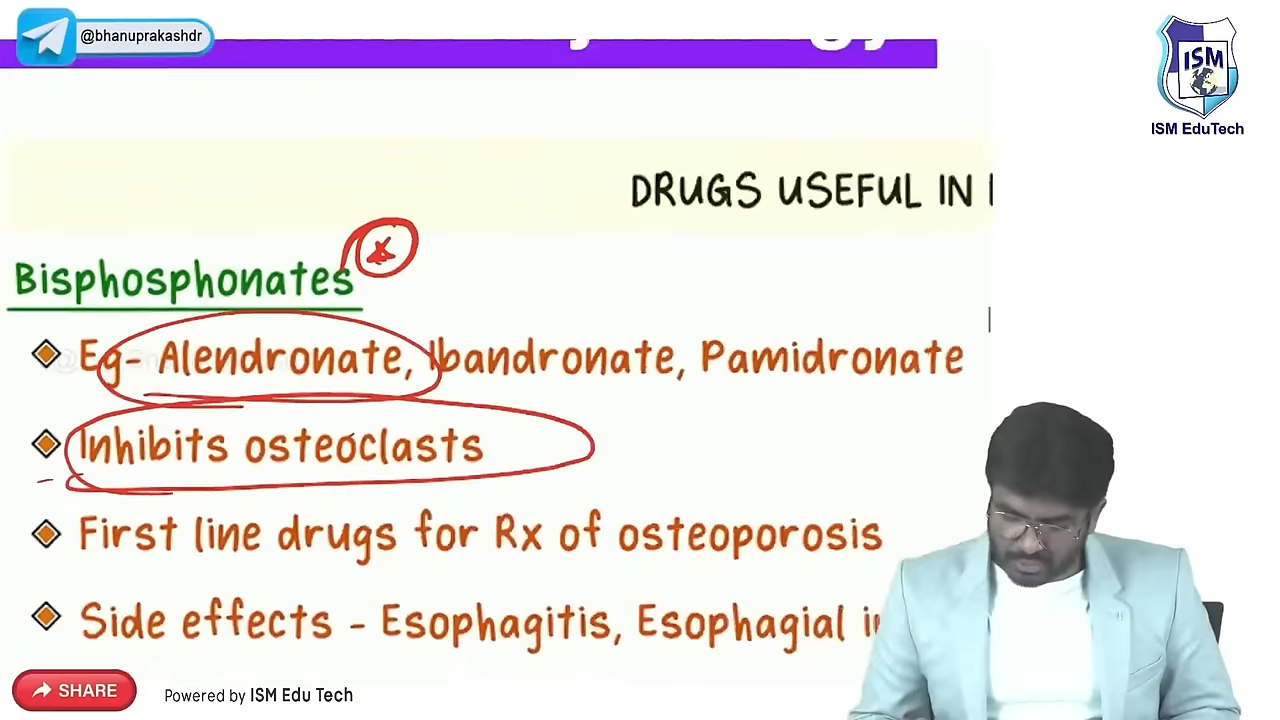 @bhanuprakashdr
ISM
ISM EduTech
DRUGS USEFUL IN
Bisphosphonates
Eg- Alendronate, Ibandronate, Pamidronate
Inhibits osteoclasts
First line drugs for Rx of osteoporosis
Side effects - Esophagitis, Esophagial
SHARE
Powered by ISM Edu Tech